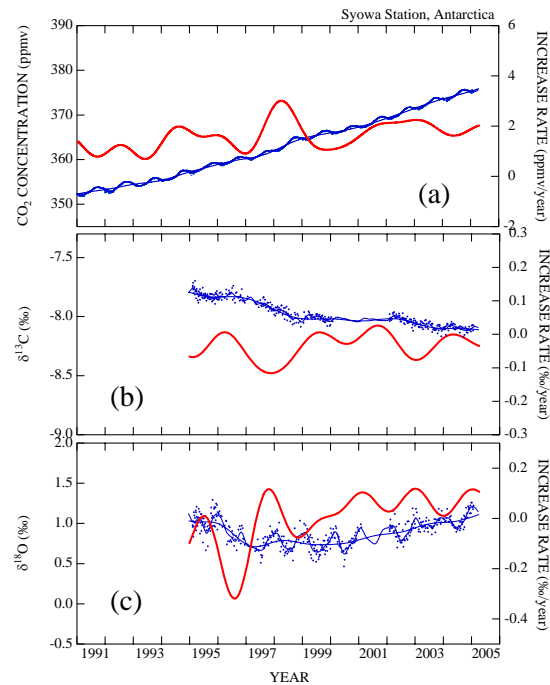 Syowa Station, Antarctica
390
380
370
360
350
CO2 CONCENTRATION (ppmv)
6
4
2
0
-2
INCREASE RATE (ppmv/year)
(a)
-7.5
-8.0
-8.5
-9.0
δ13C (‰)
0.3
0.2
0.1
0.0
-0.1
-0.2
-0.3
INCREASE RATE (‰/year)
(b)
2.0
1.5
1.0
0.5
0.0
-0.5
δ18O (‰)
0.2
0.0
-0.2
-0.4
INCREASE RATE (‰/year)
(c)
1991 1993 1995 1997 1999 2001 2003 2005
YEAR